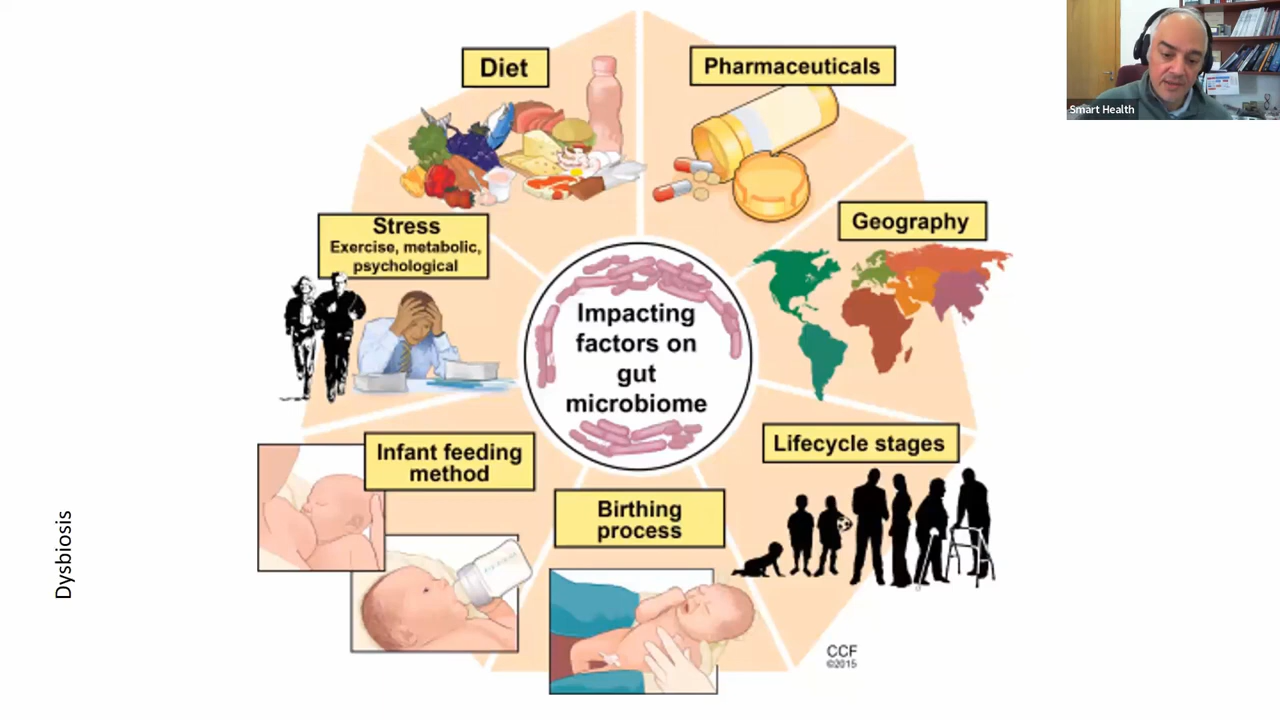 Diet
Pharmaceuticals
Smart Health
Stress
Exercise, metabolic,
psychological
Geography
Impacting
factors on
gut
microbiome
Infant feeding
method
Lifecycle stages
Birthing
process
Dysbiosis
CCF
©2015